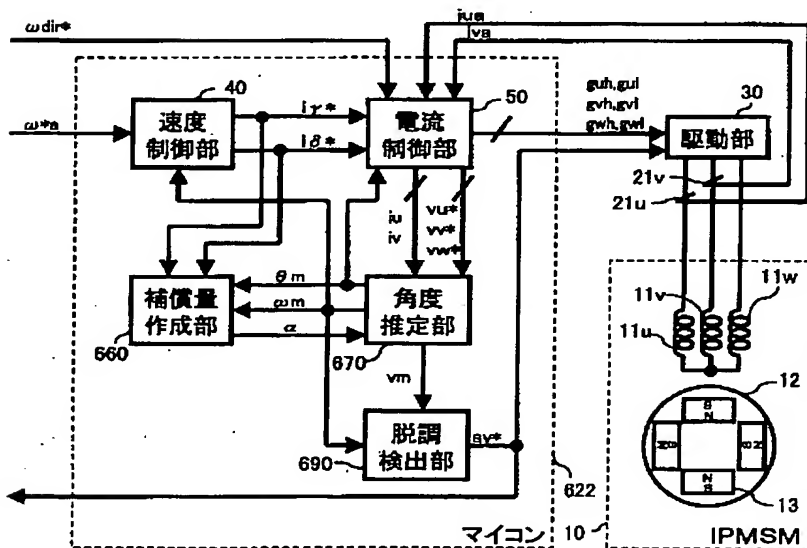 ωdir*
iua
iva
40
50
guh,gul
gvh,gvl
gwh,gwl
30
ω*a
速度
制御部
iγ*
iδ*
電流
制御部
駆動部
21v
21u
iu
iv
vu*
vv*
vw*
θm
ωm
α
補償量
作成部
660
角度
推定部
670
11w
11v
11u
12
vm
脱調
検出部
690
sy*
622
マイコン
10
13
IPMSM